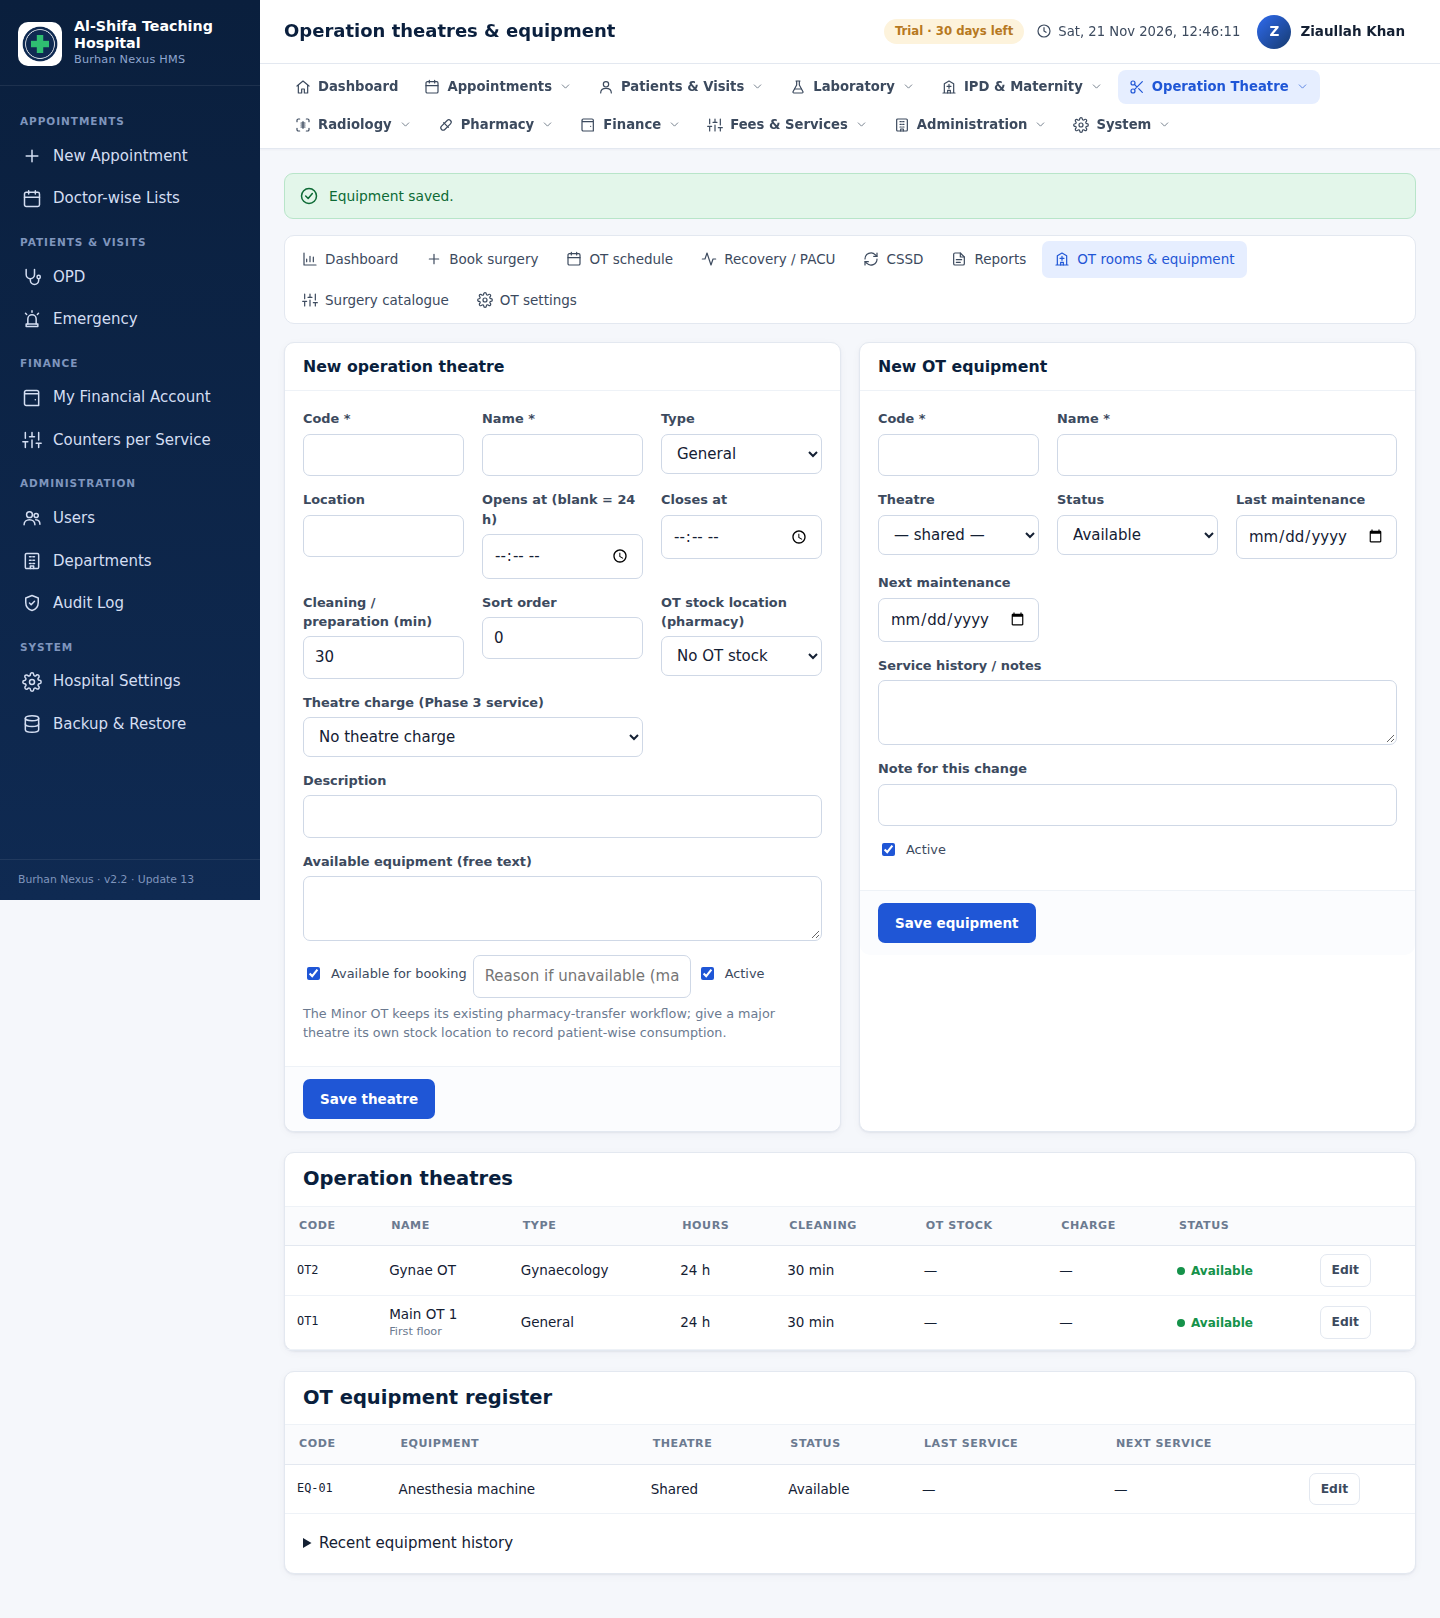 Al-Shifa Teaching
Hospital
Burhan Nexus HMS
APPOINTMENTS
New Appointment
Doctor-wise Lists
PATIENTS & VISITS
OPD
Emergency
FINANCE
My Financial Account
Counters per Service
ADMINISTRATION
Users
Departments
Audit Log
SYSTEM
Hospital Settings
Backup & Restore
Burhan Nexus · v2.2 · Update 13
Operation theatres & equipment
Trial · 30 days left
Sat, 21 Nov 2026, 12:46:11
Z
Ziaullah Khan
Dashboard Appointments Patients & Visits Laboratory IPD & Maternity Operation Theatre
Radiology Pharmacy Finance Fees & Services Administration System
Equipment saved.
Dashboard Book surgery OT schedule Recovery / PACU CSSD Reports OT rooms & equipment
Surgery catalogue OT settings
New operation theatre
Code * Name * Type
General
Location Opens at (blank = 24 h) Closes at
--:-- -- --:-- --
Cleaning / preparation (min) Sort order OT stock location (pharmacy)
30 0 No OT stock
Theatre charge (Phase 3 service)
No theatre charge
Description
Available equipment (free text)
Available for booking Reason if unavailable (ma Active
The Minor OT keeps its existing pharmacy-transfer workflow; give a major
theatre its own stock location to record patient-wise consumption.
Save theatre
New OT equipment
Code * Name *
Theatre Status Last maintenance
— shared — Available mm/dd/yyyy
Next maintenance
mm/dd/yyyy
Service history / notes
Note for this change
Active
Save equipment
Operation theatres
CODE NAME TYPE HOURS CLEANING OT STOCK CHARGE STATUS
OT2 Gynae OT Gynaecology 24 h 30 min — — Available Edit
OT1 Main OT 1 General 24 h 30 min — — Available Edit
First floor
OT equipment register
CODE EQUIPMENT THEATRE STATUS LAST SERVICE NEXT SERVICE
EQ-01 Anesthesia machine Shared Available — — Edit
Recent equipment history